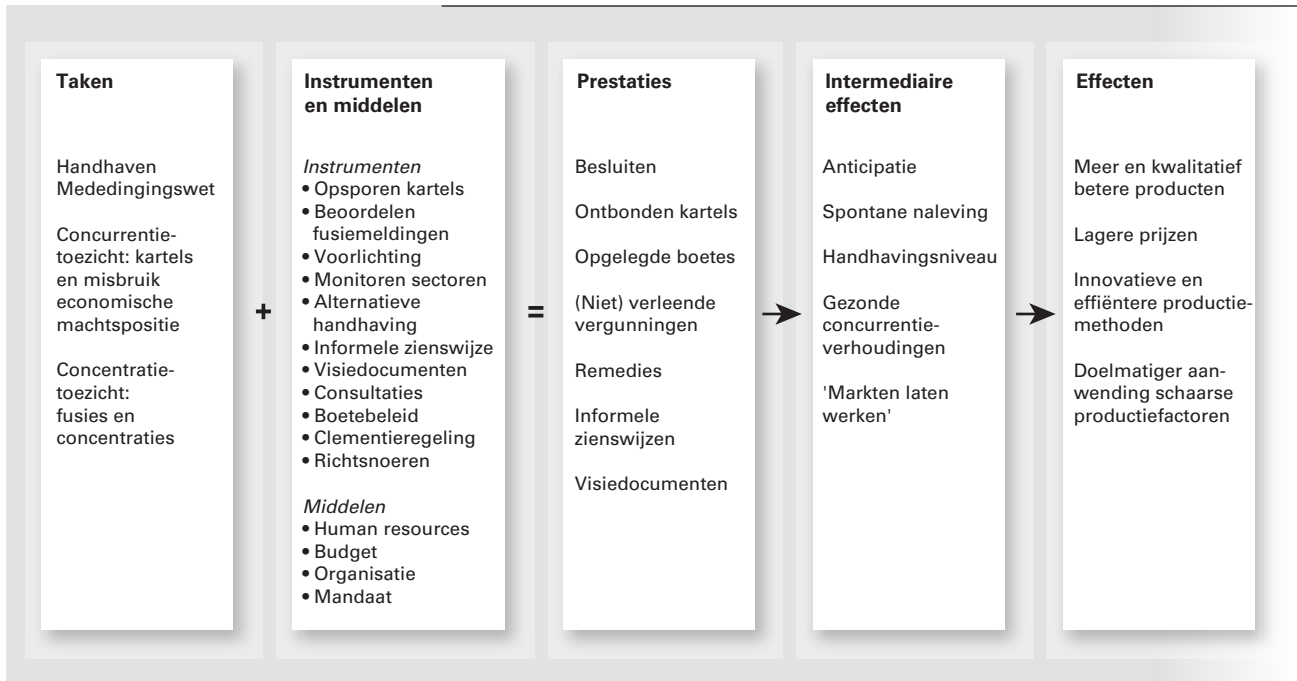 Taken
Handhaven
Mededingingswet
Concurrentie-
toezicht: kartels
en misbruik
economische
machtspositie
Concentratie-
toezicht:
fusies en
concentraties
+
Instrumenten
en middelen
Instrumenten
• Opsporen kartels
• Beoordelen
fusiemeldingen
• Voorlichting
• Monitoren sectoren
• Alternatieve
handhaving
• Informele zienswijze
• Visiedocumenten
• Consultaties
• Boetebeleid
• Clementieregeling
• Richtsnoeren
Middelen
• Human resources
• Budget
• Organisatie
• Mandaat
=
Prestaties
Besluiten
Ontbonden kartels
Opgelegde boetes
(Niet) verleende
vergunningen
Remedies
Informele
zienswijzen
Visiedocumenten
Intermediaire
effecten
Anticipatie
Spontane naleving
Handhavingsniveau
Gezonde
concurrentie-
verhoudingen
'Markten laten
werken'
Effecten
Meer en kwalitatief
betere producten
Lagere prijzen
Innovatieve en
effiëntere productie-
methoden
Doelmatiger aan-
wending schaarse
productiefactoren